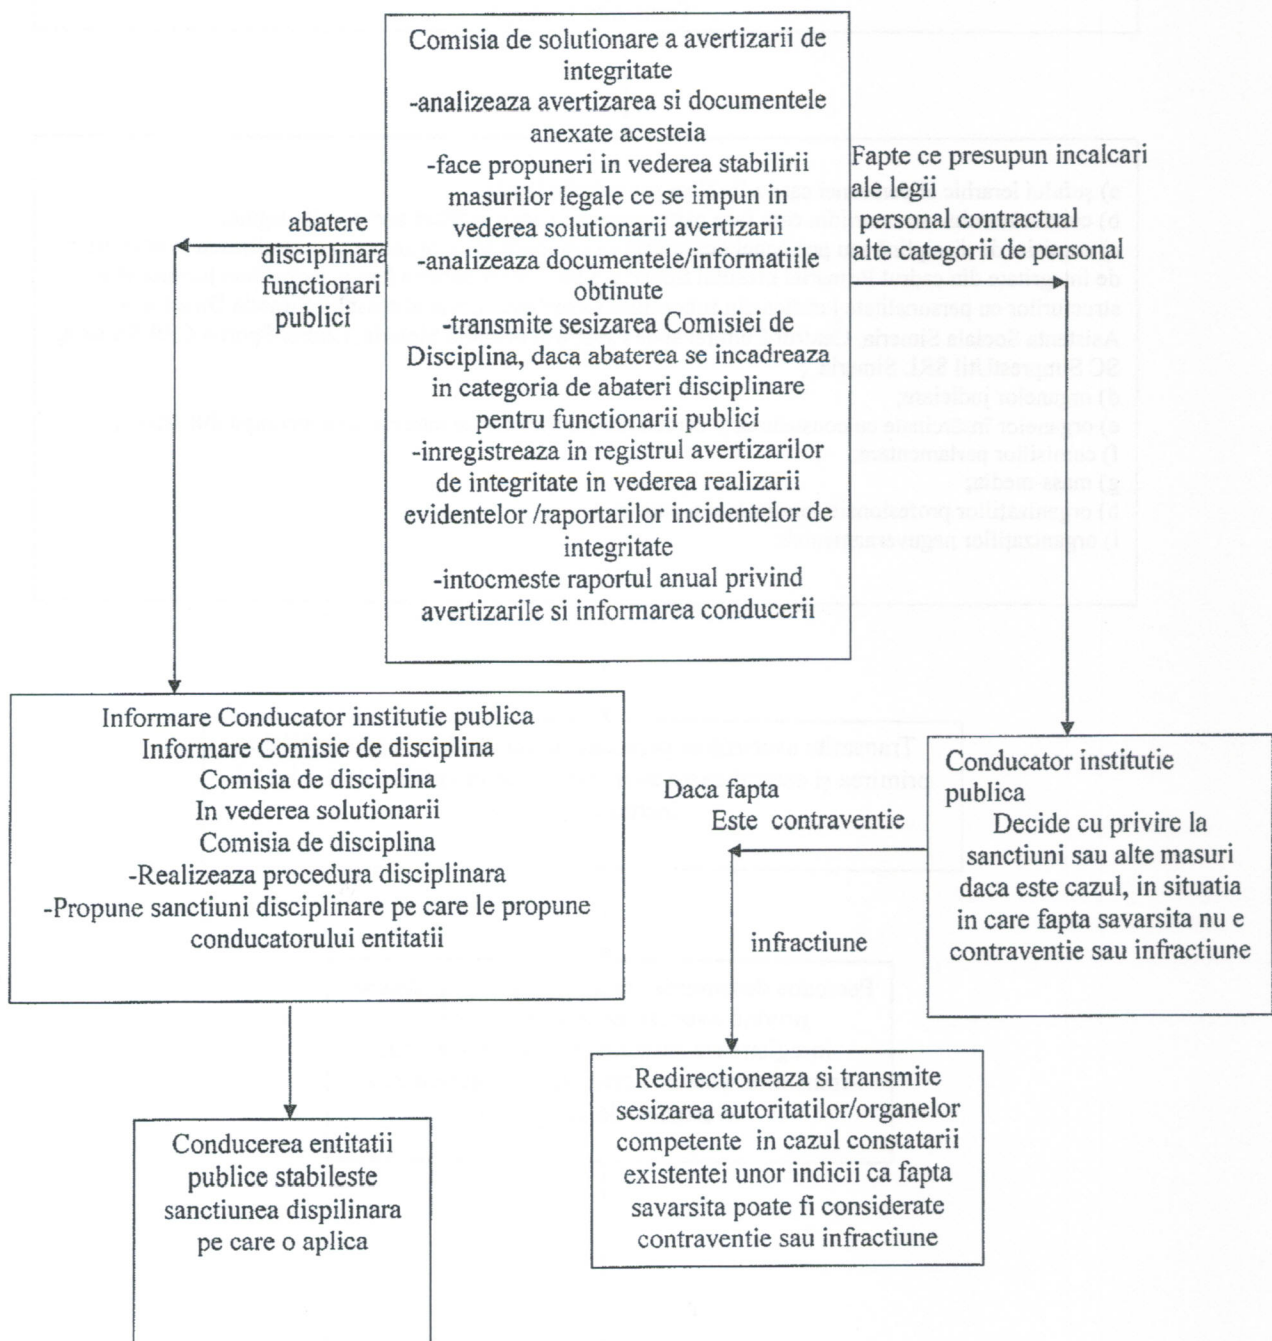 Comisia de solutionare a avertizarii de
integritate
-analizeaza avertizarea si documentele
anexate acesteia
-face propuneri in vederea stabilirii
masurilor legale ce se impun in
vederea solutionarii avertizarii
-analizeaza documentele/informatiile
obtinute
-transmite sesizarea Comisiei de
Disciplina, daca abaterea se incadreaza
in categoria de abateri disciplinare
pentru functionarii publici
-inregistreaza in registrul avertizarilor
de integritate in vederea realizarii
evidentelor /raportarilor incidentelor de
integritate
-intocmeste raportul anual privind
avertizarile si informarea conducerii
abatere
disciplinara
functionari
publici
Fapte ce presupun incalcari
ale legii
personal contractual
alte categorii de personal
Informare Conducator institutie publica
Informare Comisie de disciplina
Comisia de disciplina
In vederea solutionarii
Comisia de disciplina
-Realizeaza procedura disciplinara
-Propune sanctiuni disciplinare pe care le propune
conducatorului entitatii
Conducator institutie
publica
Decide cu privire la
sanctiuni sau alte masuri
daca este cazul, in situatia
in care fapta savarsita nu e
contraventie sau infractiune
Daca fapta
Este contraventie
infractiune
Redirectioneaza si transmite
sesizarea autoritatilor/organelor
competente in cazul constatarii
existentei unor indicii ca fapta
savarsita poate fi considerate
contraventie sau infractiune
Conducerea entitatii
publice stabileste
sanctiunea dispilinara
pe care o aplica